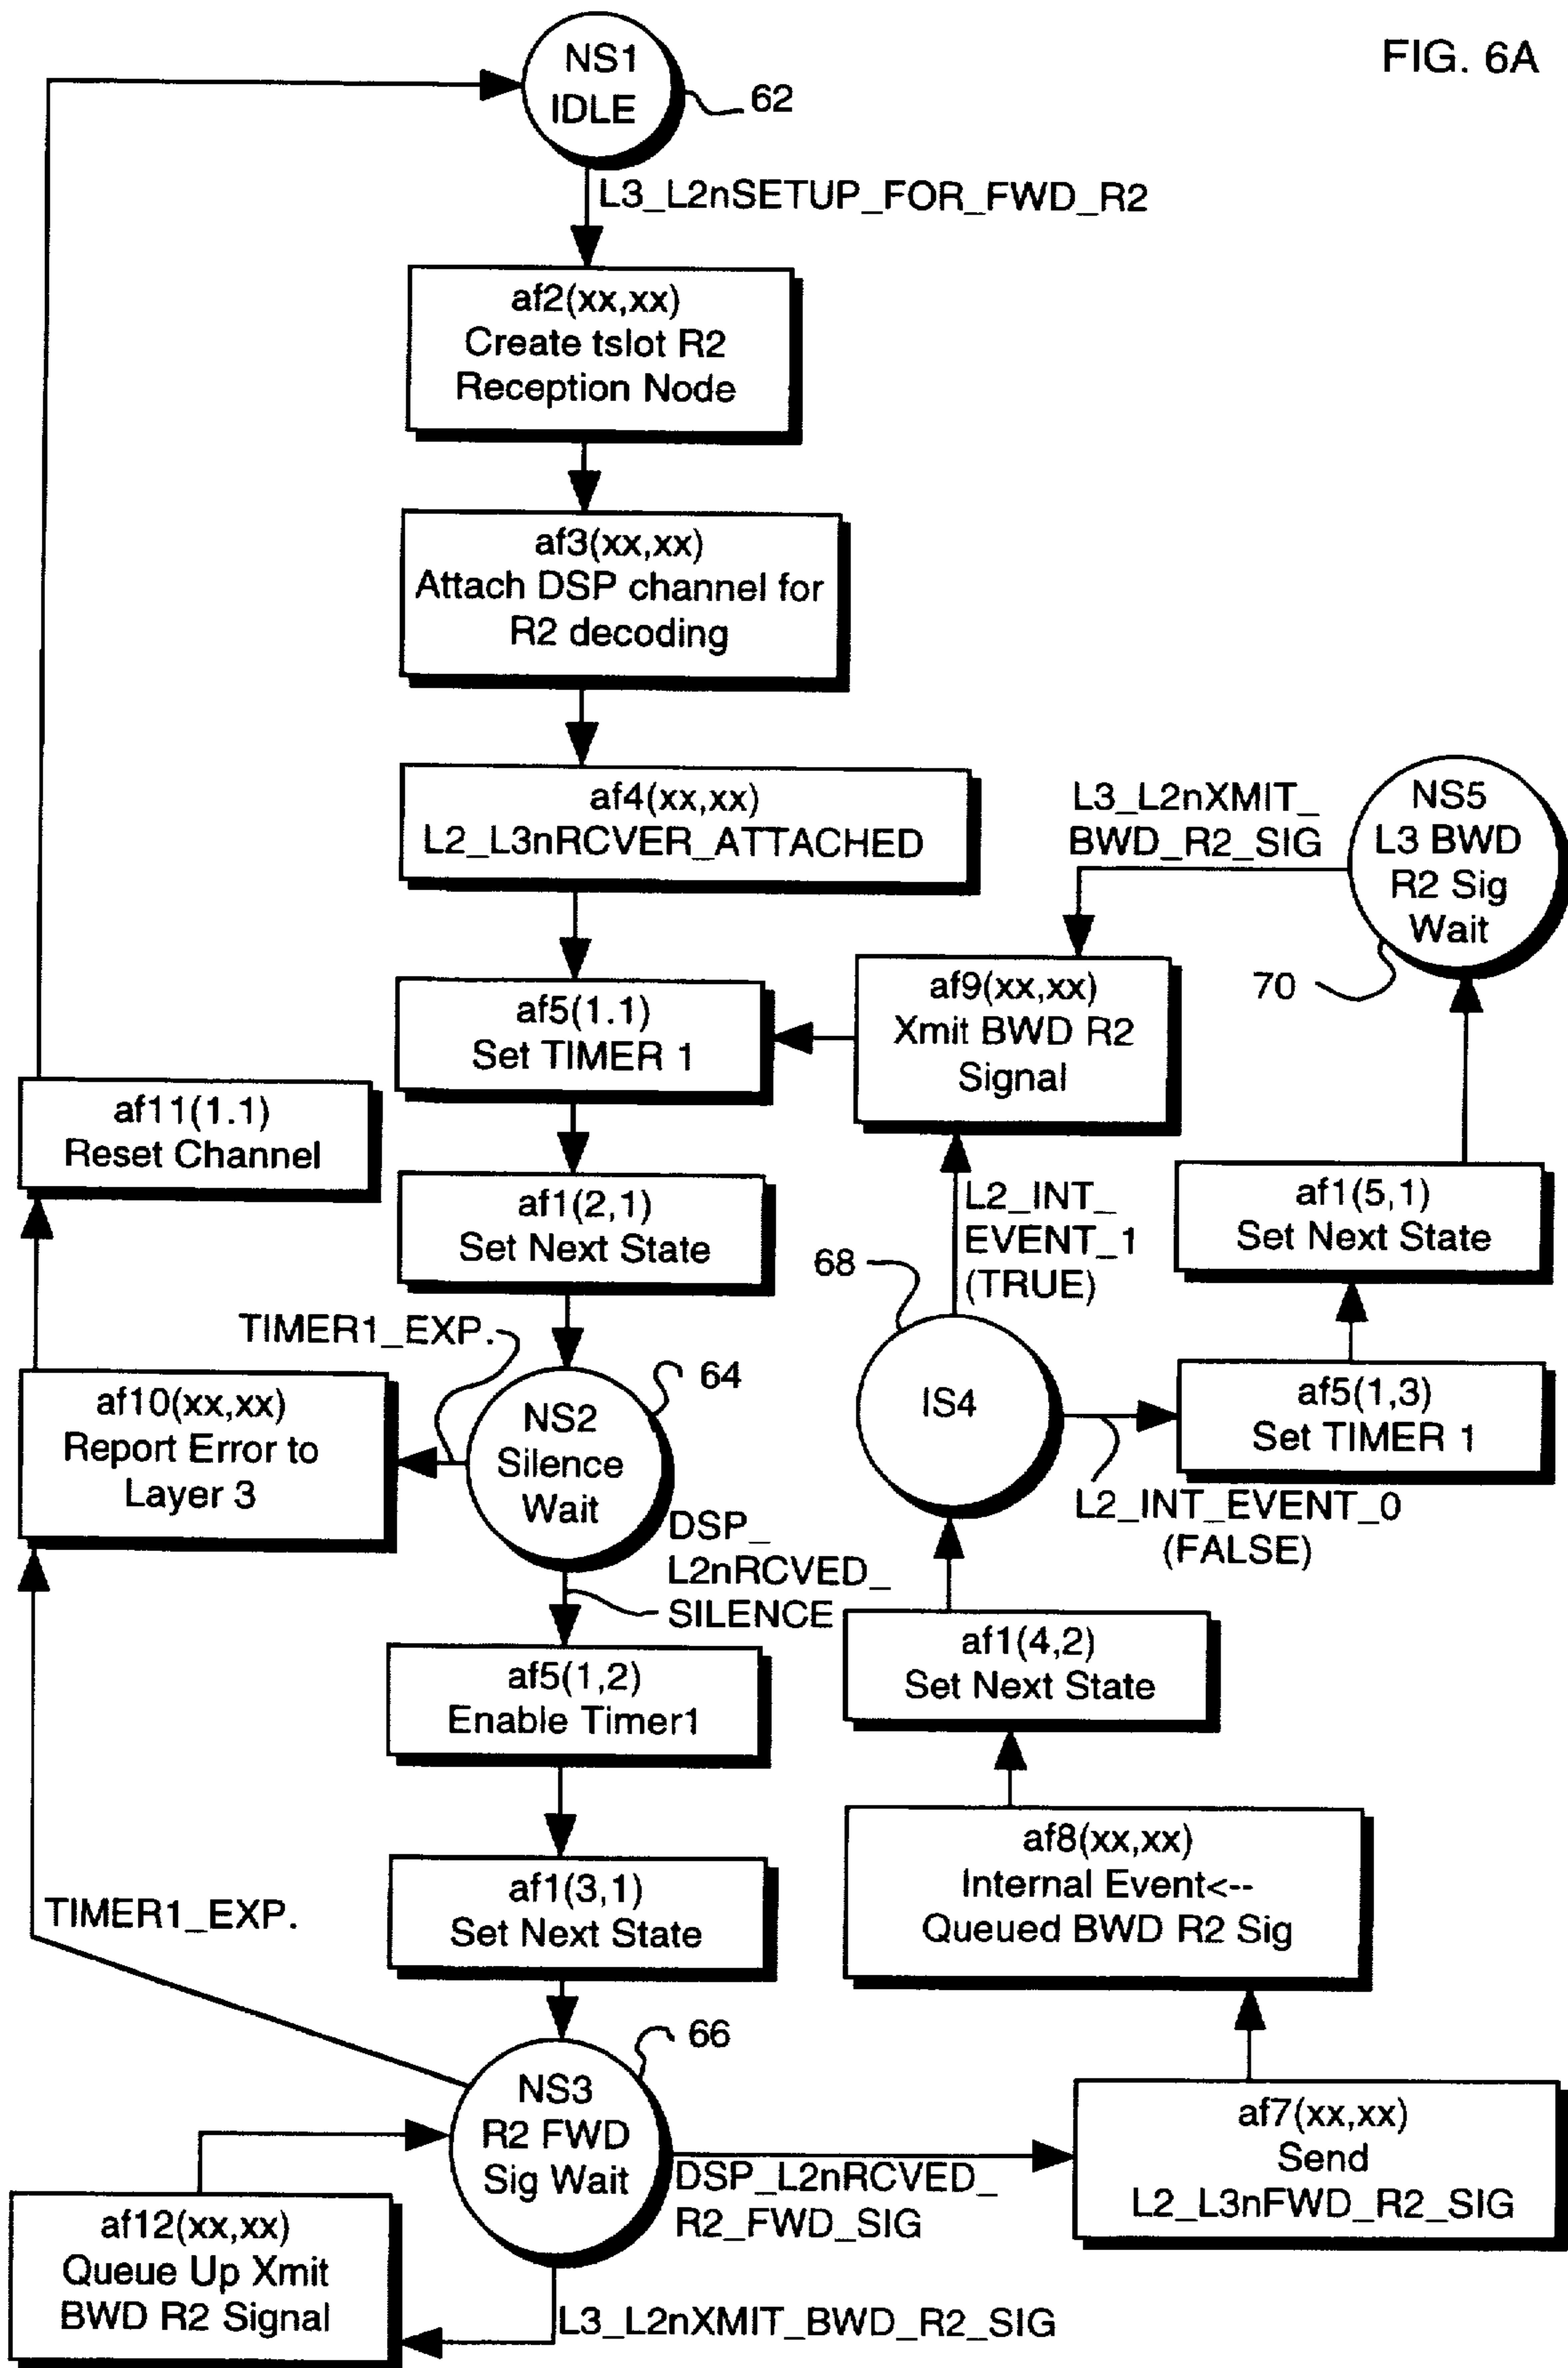 FIG. 6A
NS1
IDLE
62
L3_L2nSETUP_FOR_FWD_R2
af2(xx,xx)
Create tslot R2
Reception Node
af3(xx,xx)
Attach DSP channel for
R2 decoding
af4(xx,xx)
L2_L3nRCVER_ATTACHED
L3_L2nXMIT_
BWD_R2_SIG
NS5
L3 BWD
R2 Sig
Wait
70
af5(1.1)
Set TIMER 1
af9(xx,xx)
Xmit BWD R2
Signal
af11(1.1)
Reset Channel
af1(2,1)
Set Next State
L2_INT_
EVENT_1
(TRUE)
af1(5,1)
Set Next State
68
TIMER1_EXP.
64
af10(xx,xx)
Report Error to
Layer 3
NS2
Silence
Wait
IS4
af5(1,3)
Set TIMER 1
L2_INT_EVENT_0
(FALSE)
DSP_
L2nRCVED_
SILENCE
af5(1,2)
Enable Timer1
af1(4,2)
Set Next State
af1(3,1)
Set Next State
af8(xx,xx)
Internal Event<--
Queued BWD R2 Sig
TIMER1_EXP.
66
NS3
R2 FWD
Sig Wait
DSP_L2nRCVED_
R2_FWD_SIG
af7(xx,xx)
Send
L2_L3nFWD_R2_SIG
af12(xx,xx)
Queue Up Xmit
BWD R2 Signal
L3_L2nXMIT_BWD_R2_SIG